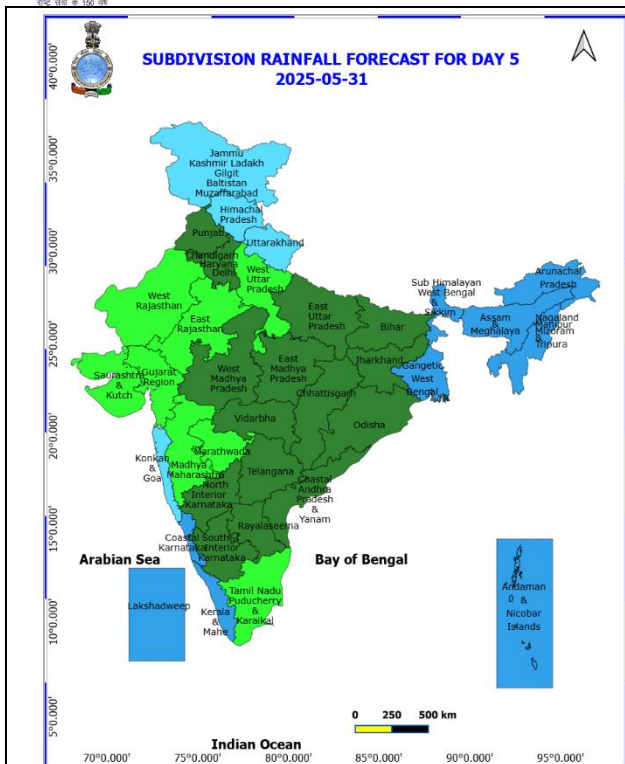 राष्ट्र सेवा के 150 वर्ष
SUBDIVISION RAINFALL FORECAST FOR DAY 5
2025-05-31
40°0.000'
35°0.000'
30°0.000'
25°0.000'
20°0.000'
15°0.000'
10°0.000'
5°0.000'
Jammu
Kashmir Ladakh
Gilgit
Baltistan
Muzaffarabad
Himachal
Pradesh
Uttarakhand
Punjab
Chandigarh
Haryana
Delhi
West
Uttar
Pradesh
West
Rajasthan
East
Rajasthan
East
Uttar
Pradesh
Bihar
Sub Himalayan
West Bengal
&
Sikkim
Arunachal
Pradesh
Assam
&
Meghalaya
Nagaland
Manipur
Mizoram
&
Tripura
Saurashtra
&
Kutch
Gujarat
Region
West
Madhya
Pradesh
East
Madhya
Pradesh
Jharkhand
Gangetic
West
Bengal
Chhattisgarh
Vidarbha
Odisha
Konkan
&
Goa
Madhya
Maharashtra
Marathwada
Telangana
North
Interior
Karnataka
Coastal
Andhra
Pradesh
&
Yanam
Rayalaseema
Coastal
Karnataka
South
Interior
Karnataka
Arabian Sea
Bay of Bengal
Lakshadweep
Kerala
&
Mahe
Tamil Nadu
Puducherry
&
Karaikal
Andaman
&
Nicobar
Islands
0 250 500 km
Indian Ocean
70°0.000' 75°0.000' 80°0.000' 85°0.000' 90°0.000' 95°0.000'